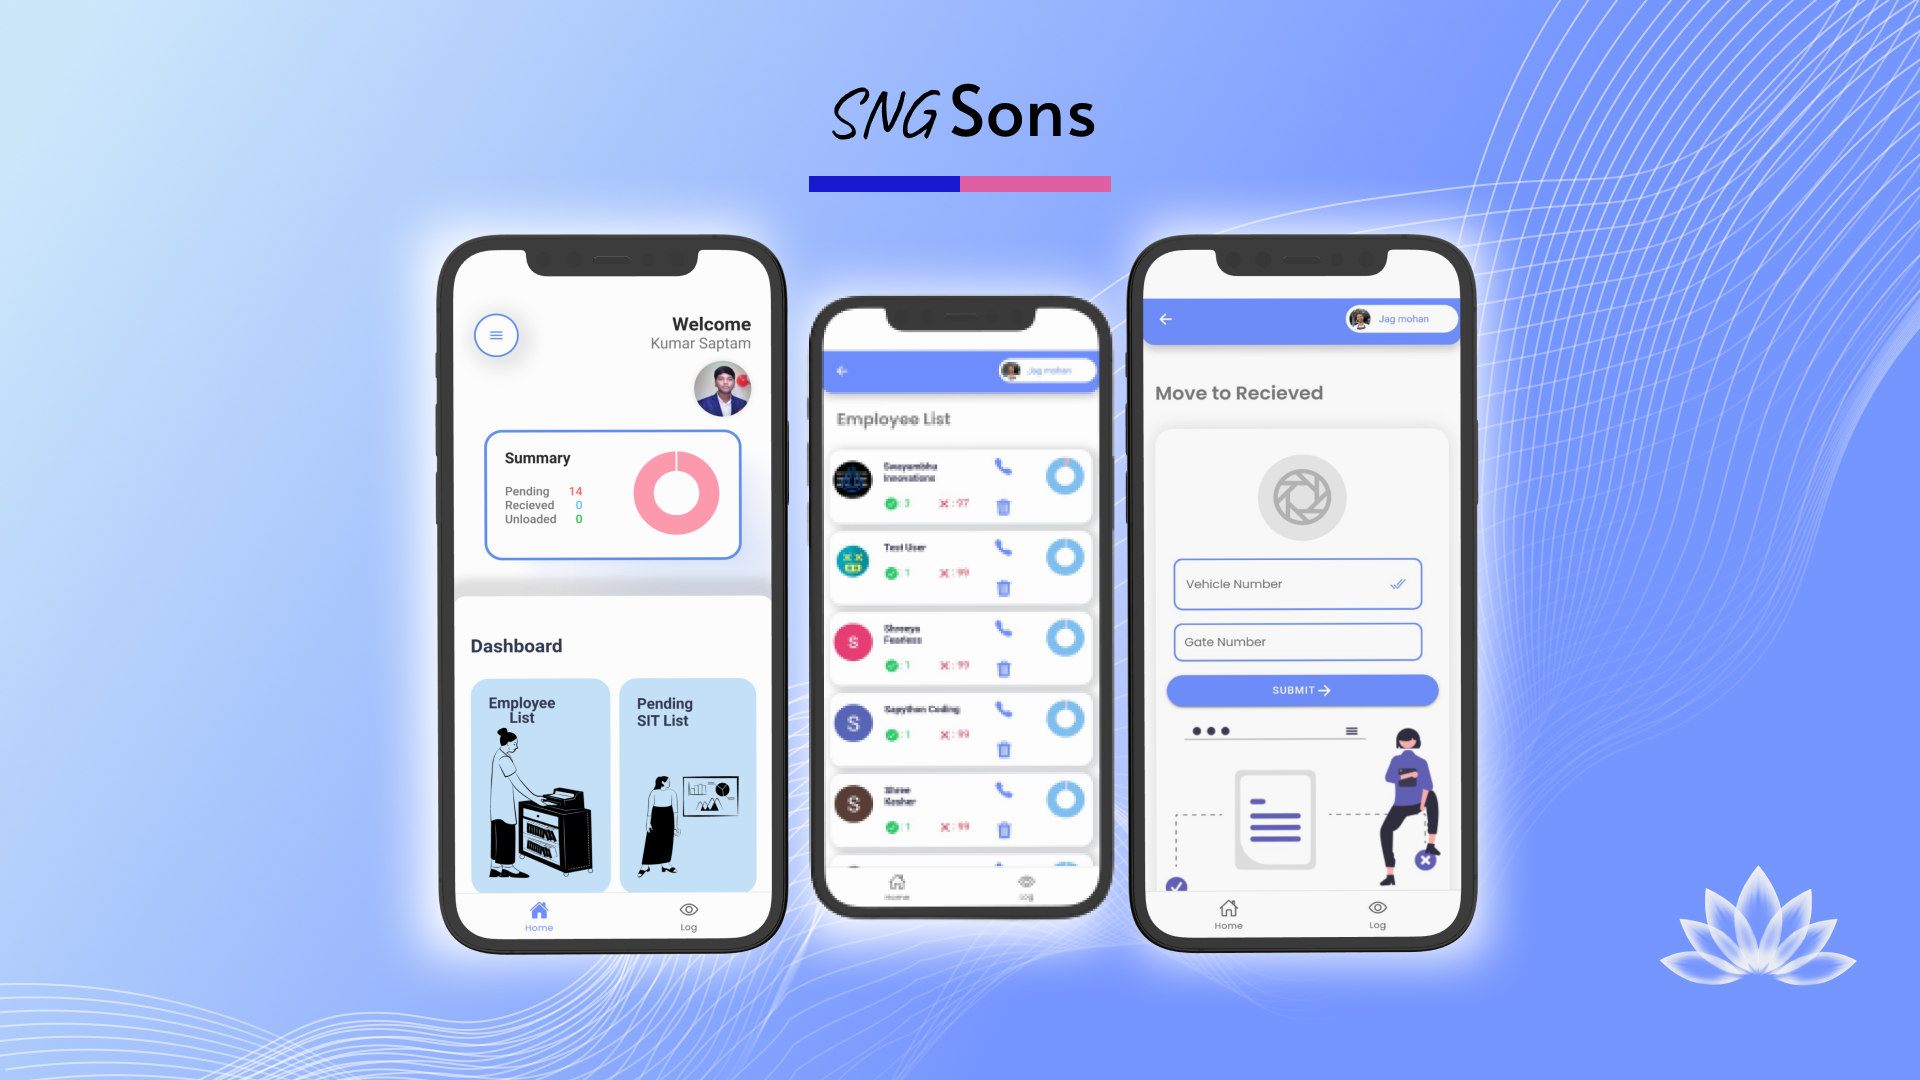 SNG Sons
Welcome
Kumar Saptam
Summary
Pending 14
Recieved 0
Unloaded 0
Dashboard
Employee
List
Pending
SIT List
Home
Log
Jag mohan
Employee List
Swayambhu
Innovations
: 3
: 97
Test User
: 1
: 99
S
Shreeya
Fearless
: 1
: 99
S
Sapython Coding
: 1
: 99
S
Shree
Keshar
: 1
: 99
Home
Log
Jag mohan
Move to Recieved
Vehicle Number
Gate Number
SUBMIT
Home
Log